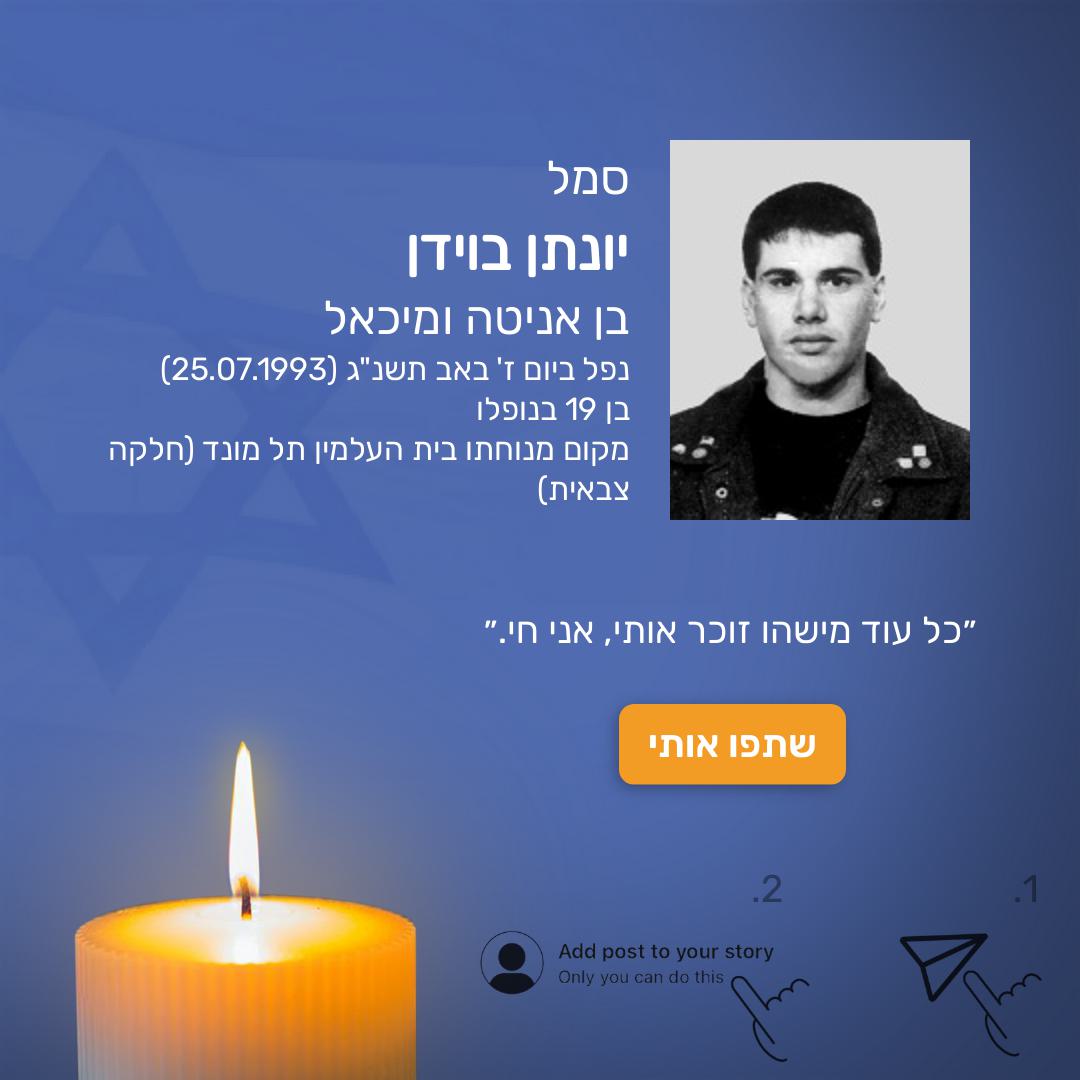 סמל
יונתן בוידן
בן אניטה ומיכאל
נפל ביום ז' באב תשנ"ג (25.07.1993)
בן 19 בנופלו
מקום מנוחתו בית העלמין תל מונד (חלקה
צבאית)
״כל עוד מישהו זוכר אותי, אני חי.״
שתפו אותי
.1
.2
Add post to your story
Only you can do this